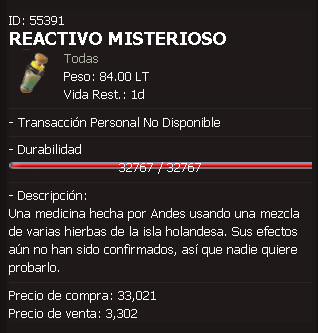 ID: 55391
REACTIVO MISTERIOSO
Todas
Peso: 84.00 LT
Vida Rest.: 1d
- Transacción Personal No Disponible
- Durabilidad
32767 / 32767
- Descripción:
Una medicina hecha por Andes usando una mezcla
de varias hierbas de la isla holandesa. Sus efectos
aún no han sido confirmados, así que nadie quiere
probarlo.
Precio de compra: 33,021
Precio de venta: 3,302